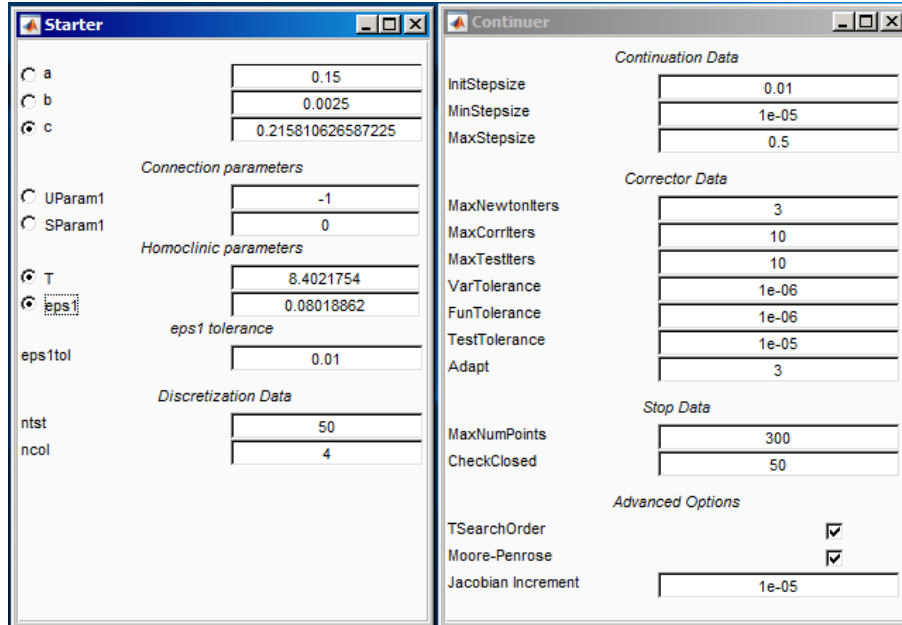 Starter
a 0.15
b 0.0025
c 0.215810626587225
Connection parameters
UParam1 -1
SParam1 0
Homoclinic parameters
T 8.4021754
eps1 0.08018862
eps1 tolerance
eps1tol 0.01
Discretization Data
ntst 50
ncol 4
Continuer
Continuation Data
InitStepsize 0.01
MinStepsize 1e-05
MaxStepsize 0.5
Corrector Data
MaxNewtonIters 3
MaxCorrIters 10
MaxTestIters 10
VarTolerance 1e-06
FunTolerance 1e-06
TestTolerance 1e-05
Adapt 3
Stop Data
MaxNumPoints 300
CheckClosed 50
Advanced Options
TSearchOrder
Moore-Penrose
Jacobian Increment 1e-05